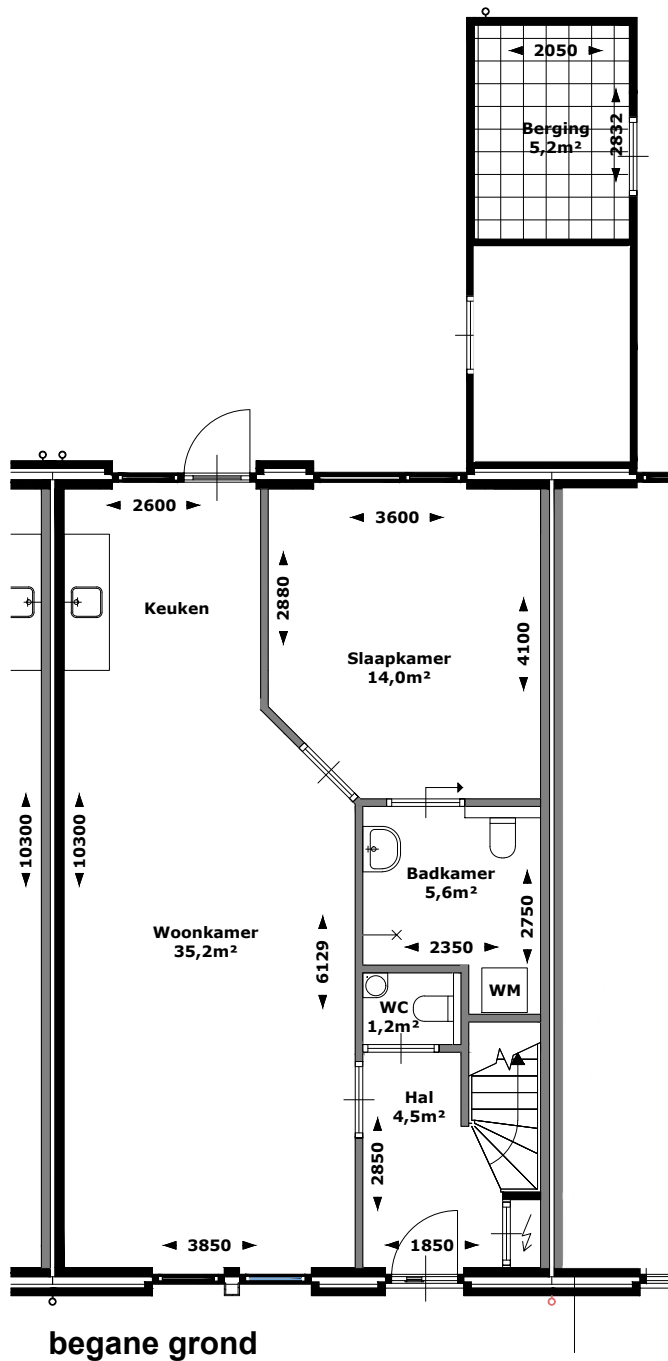 2050
Berging
5,2m²
2832
2600
3600
Keuken
2880
Slaapkamer
14,0m²
4100
10300
10300
Badkamer
5,6m²
Woonkamer
35,2m²
6129
2350
2750
WC
1,2m²
WM
Hal
4,5m²
2850
3850
1850
begane grond